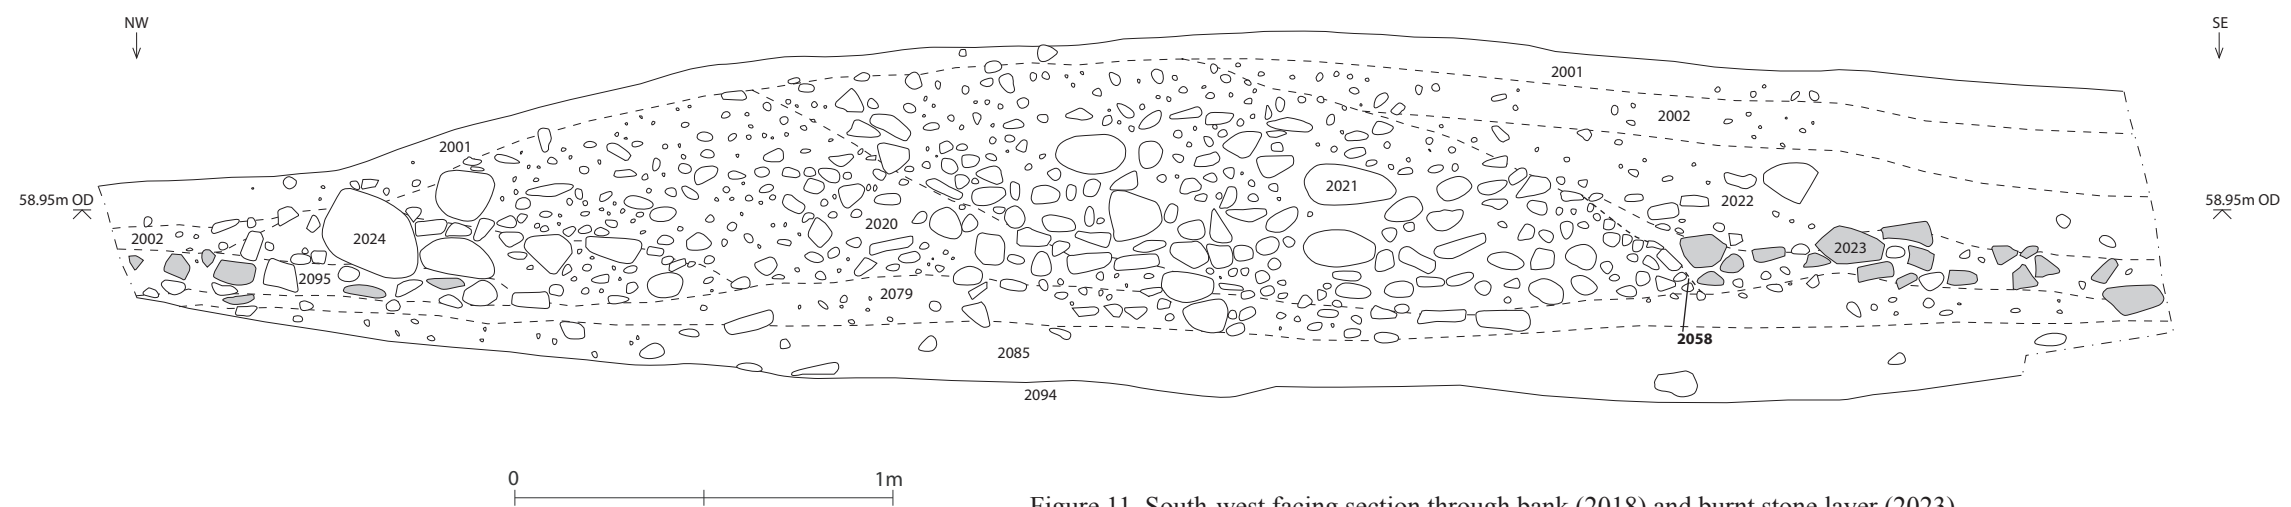 NW
SE
2001
2002
2001
2021
58.95m OD
58.95m OD
2022
2020
2002
2024
2023
2095
2079
2058
2085
2094
0
1m
Figure 11. South-west facing section through bank (2018) and burnt stone layer (2023)